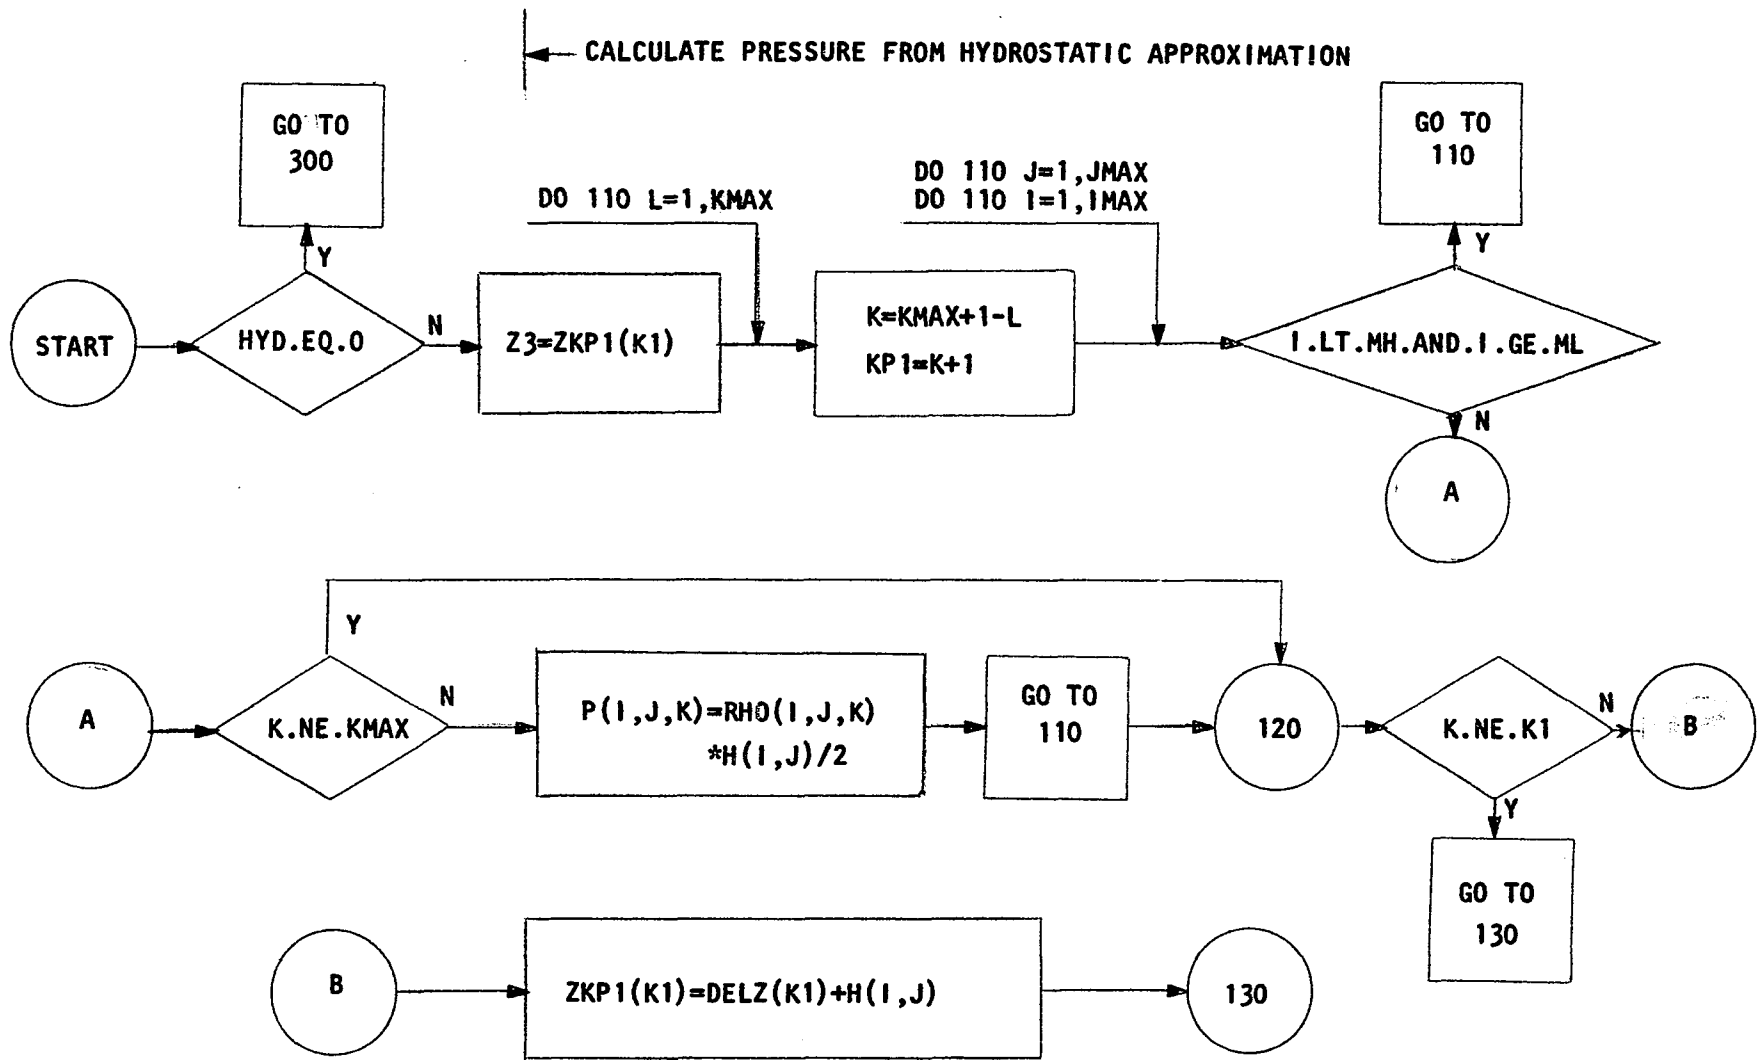 CALCULATE PRESSURE FROM HYDROSTATIC APPROXIMATION
GO TO
300
DO 110 L=1,KMAX
DO 110 J=1,JMAX
DO 110 I=1,IMAX
GO TO
110
Y
Y
START
HYD.EQ.0
N
Z3=ZKP1(K1)
K=KMAX+1-L
KP1=K+1
I.LT.MH.AND.I.GE.ML
N
A
Y
A
K.NE.KMAX
N
P(I,J,K)=RHO(I,J,K)
*H(I,J)/2
GO TO
110
120
K.NE.K1
N
B
Y
GO TO
130
B
ZKP1(K1)=DELZ(K1)+H(I,J)
130